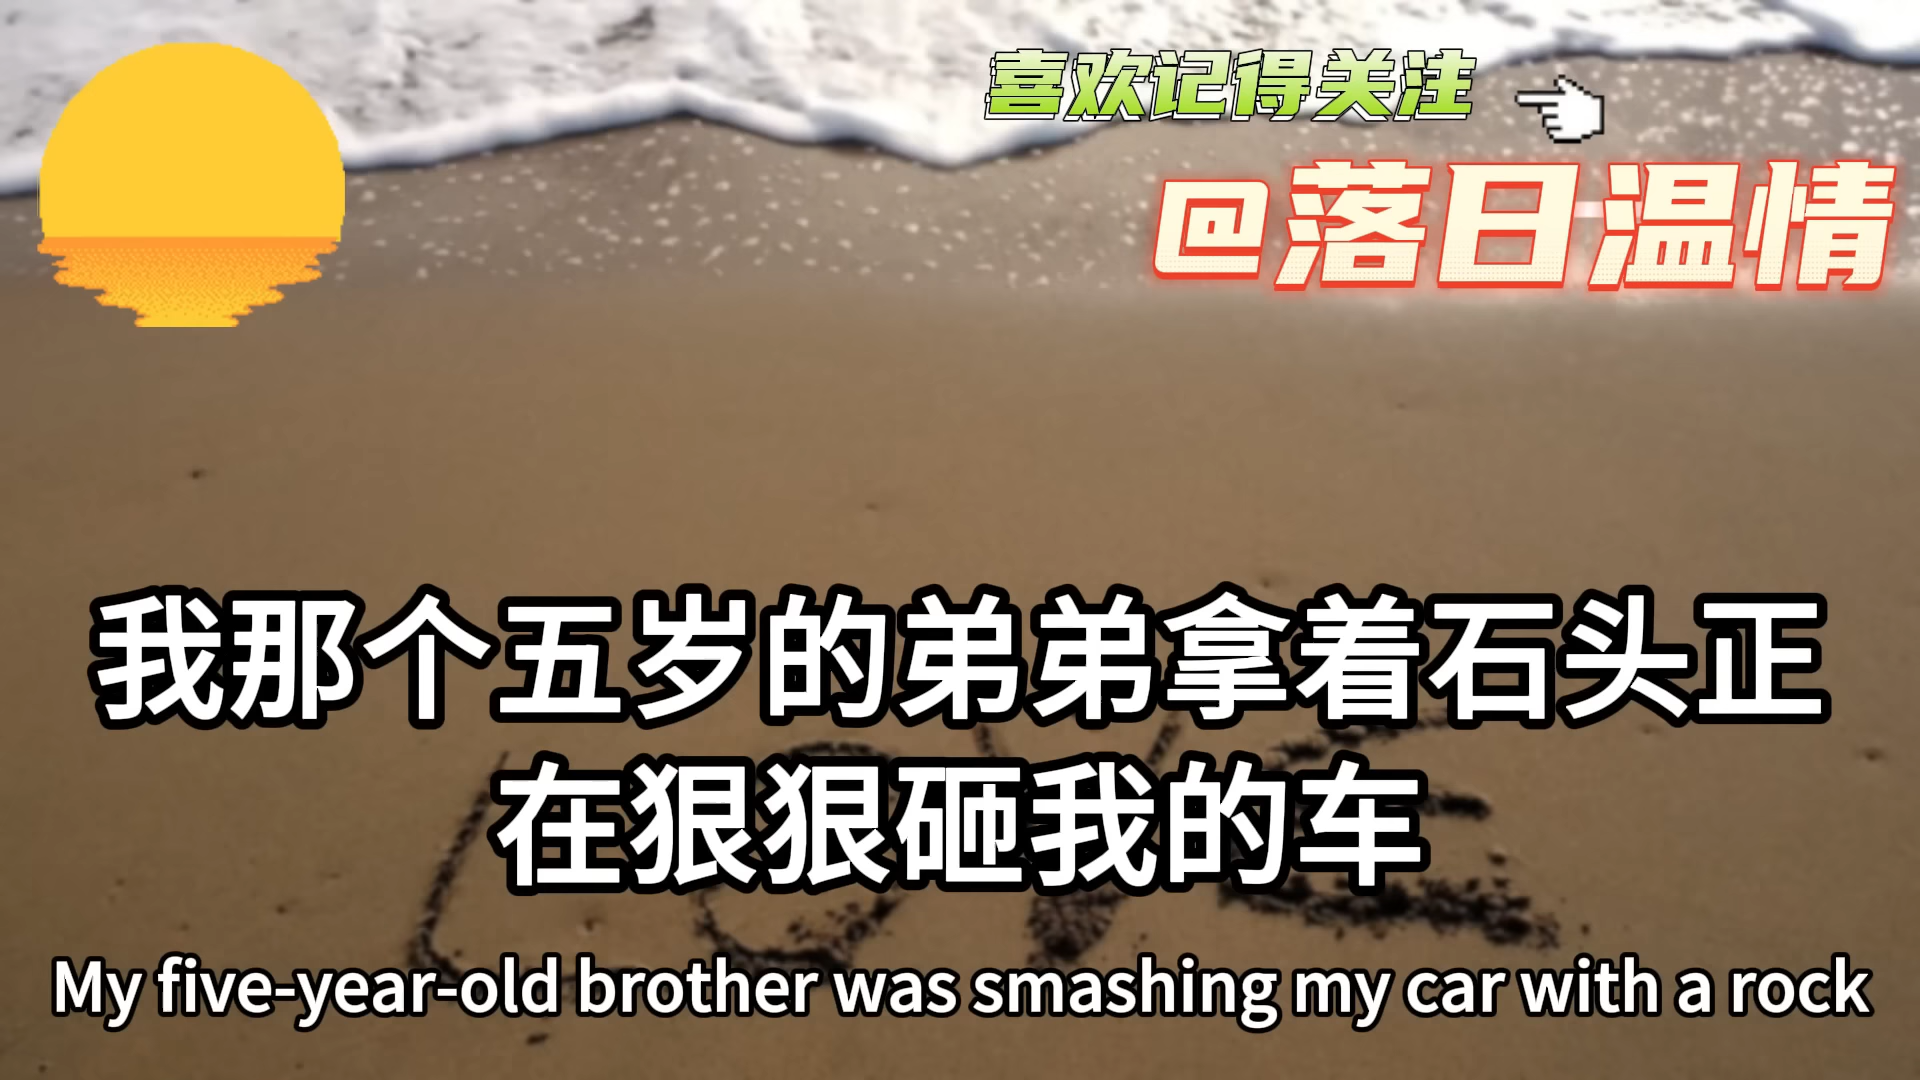 喜欢记得关注
@落日温情
我那个五岁的弟弟拿着石头正
在狠狠砸我的车
LOVE
My five-year-old brother was smashing my car with a rock